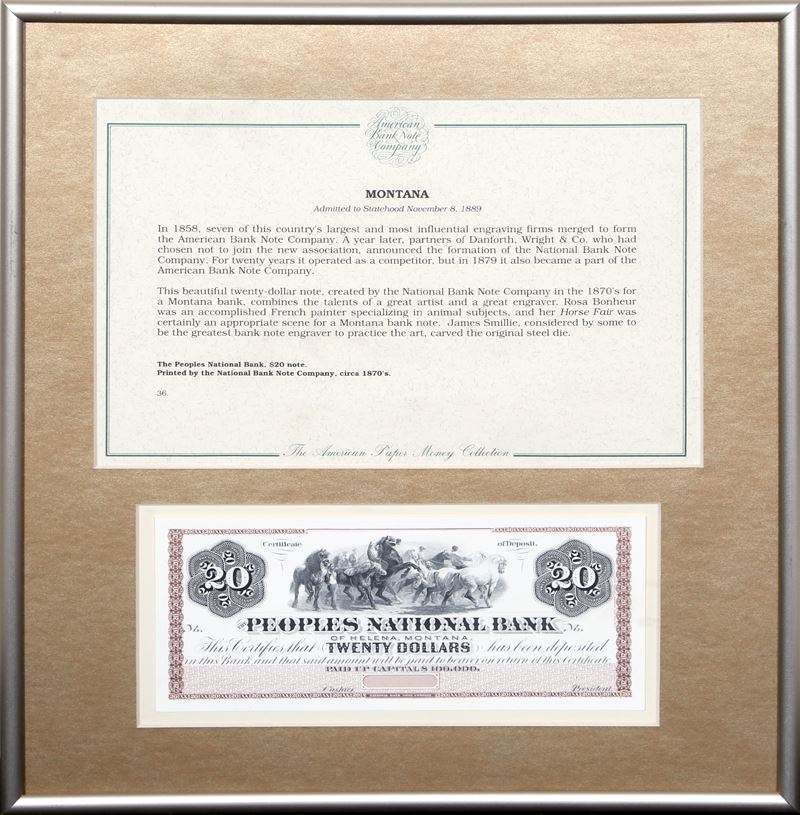 American
Bank Note
Company
MONTANA
Admitted to Statehood November 8, 1889
In 1858, seven of this country's largest and most influential engraving firms merged to form
the American Bank Note Company. A year later, partners of Danforth, Wright & Co. who had
chosen not to join the new association, announced the formation of the National Bank Note
Company. For twenty years it operated as a competitor, but in 1879 it also became a part of the
American Bank Note Company.
This beautiful twenty-dollar note, created by the National Bank Note Company in the 1870's for
a Montana bank, combines the talents of a great artist and a great engraver. Rosa Bonheur
was an accomplished French painter specializing in animal subjects, and her Horse Fair was
certainly an appropriate scene for a Montana bank note. James Smillie, considered by some to
be the greatest bank note engraver to practice the art, carved the original steel die.
The Peoples National Bank, $20 note.
Printed by the National Bank Note Company, circa 1870's.
36.
The American Paper Money Collection
Certificate of Deposit.
20 20
No. THE PEOPLES NATIONAL BANK No.
OF HELENA, MONTANA.
This Certifies that TWENTY DOLLARS has been deposited
in this Bank and that said amount will be paid to bearer on return of this Certificate
PAID UP CAPITAL $100,000.
Cashier President
NATIONAL BANK NOTE COMPANY